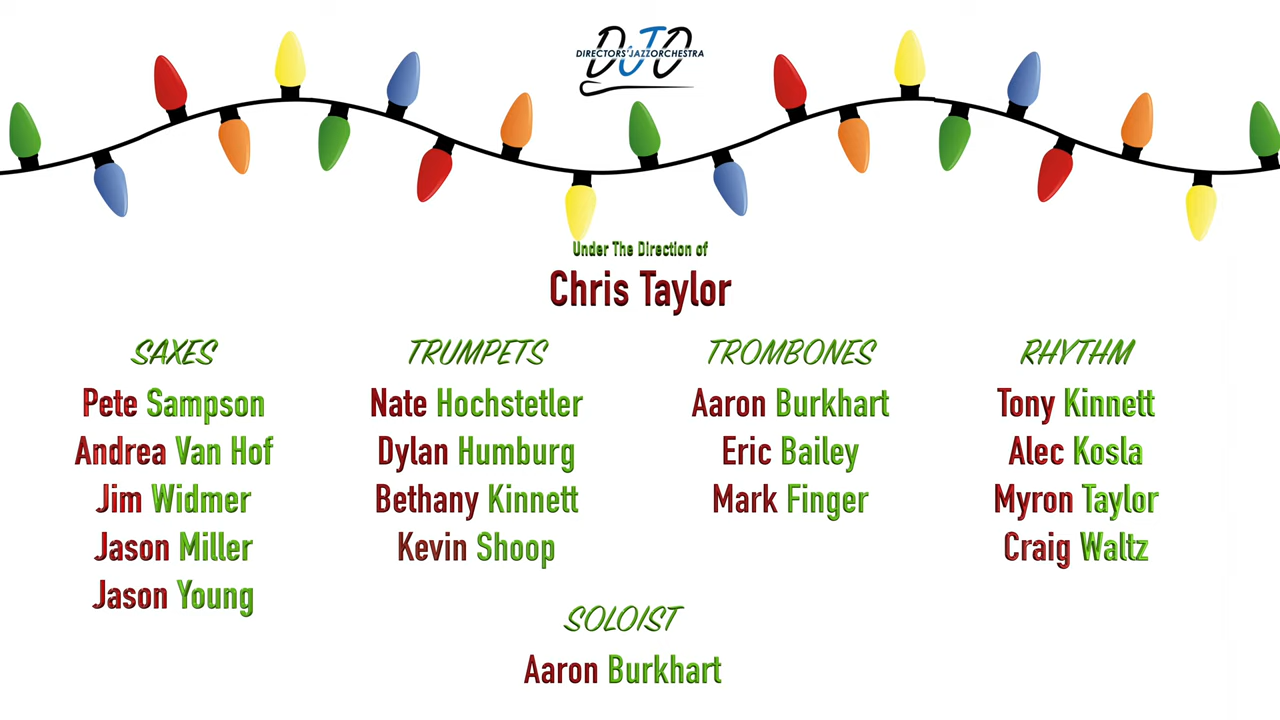 DJO
DIRECTORS'JAZZORCHESTRA
Under The Direction of
Chris Taylor
SAXES
Pete Sampson
Andrea Van Hof
Jim Widmer
Jason Miller
Jason Young
TRUMPETS
Nate Hochstetler
Dylan Humburg
Bethany Kinnett
Kevin Shoop
TROMBONES
Aaron Burkhart
Eric Bailey
Mark Finger
RHYTHM
Tony Kinnett
Alec Kosla
Myron Taylor
Craig Waltz
SOLOIST
Aaron Burkhart